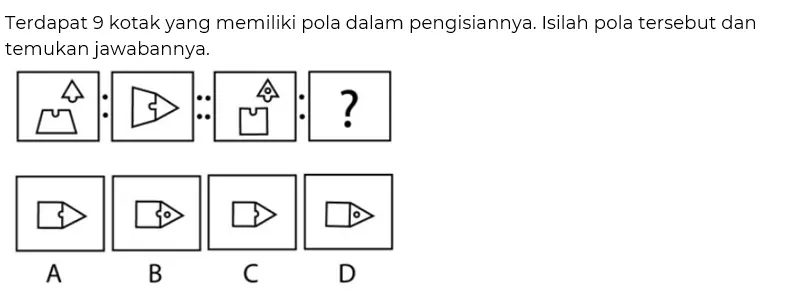 Terdapat 9 kotak yang memiliki pola dalam pengisiannya. Isilah pola tersebut dan
temukan jawabannya.
: :: : ?
A B C D